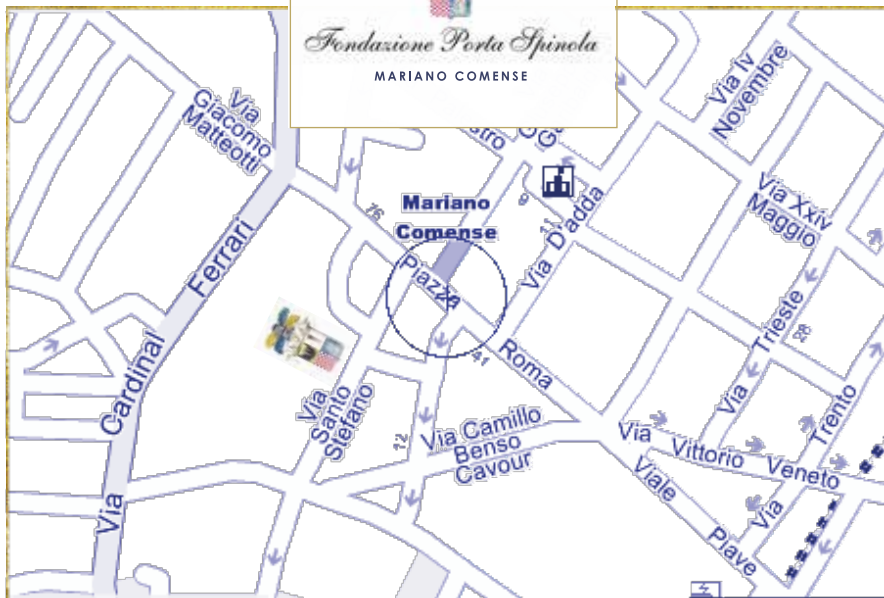 Fondazione Porta Spinola
MARIANO COMENSE
Via Iv
Novembre
Via
Giacomo
Matteotti
Via Xxiv
Maggio
9
11
76
Mariano
Comense
Via D'adda
Ferrari
Piazza
Roma
41
Via Trieste
28
Cardinal
Via
Santo
Stefano
12
Via Camillo
Benso
Cavour
Via Vittorio Veneto
Via Trento
Viale Piave
Via